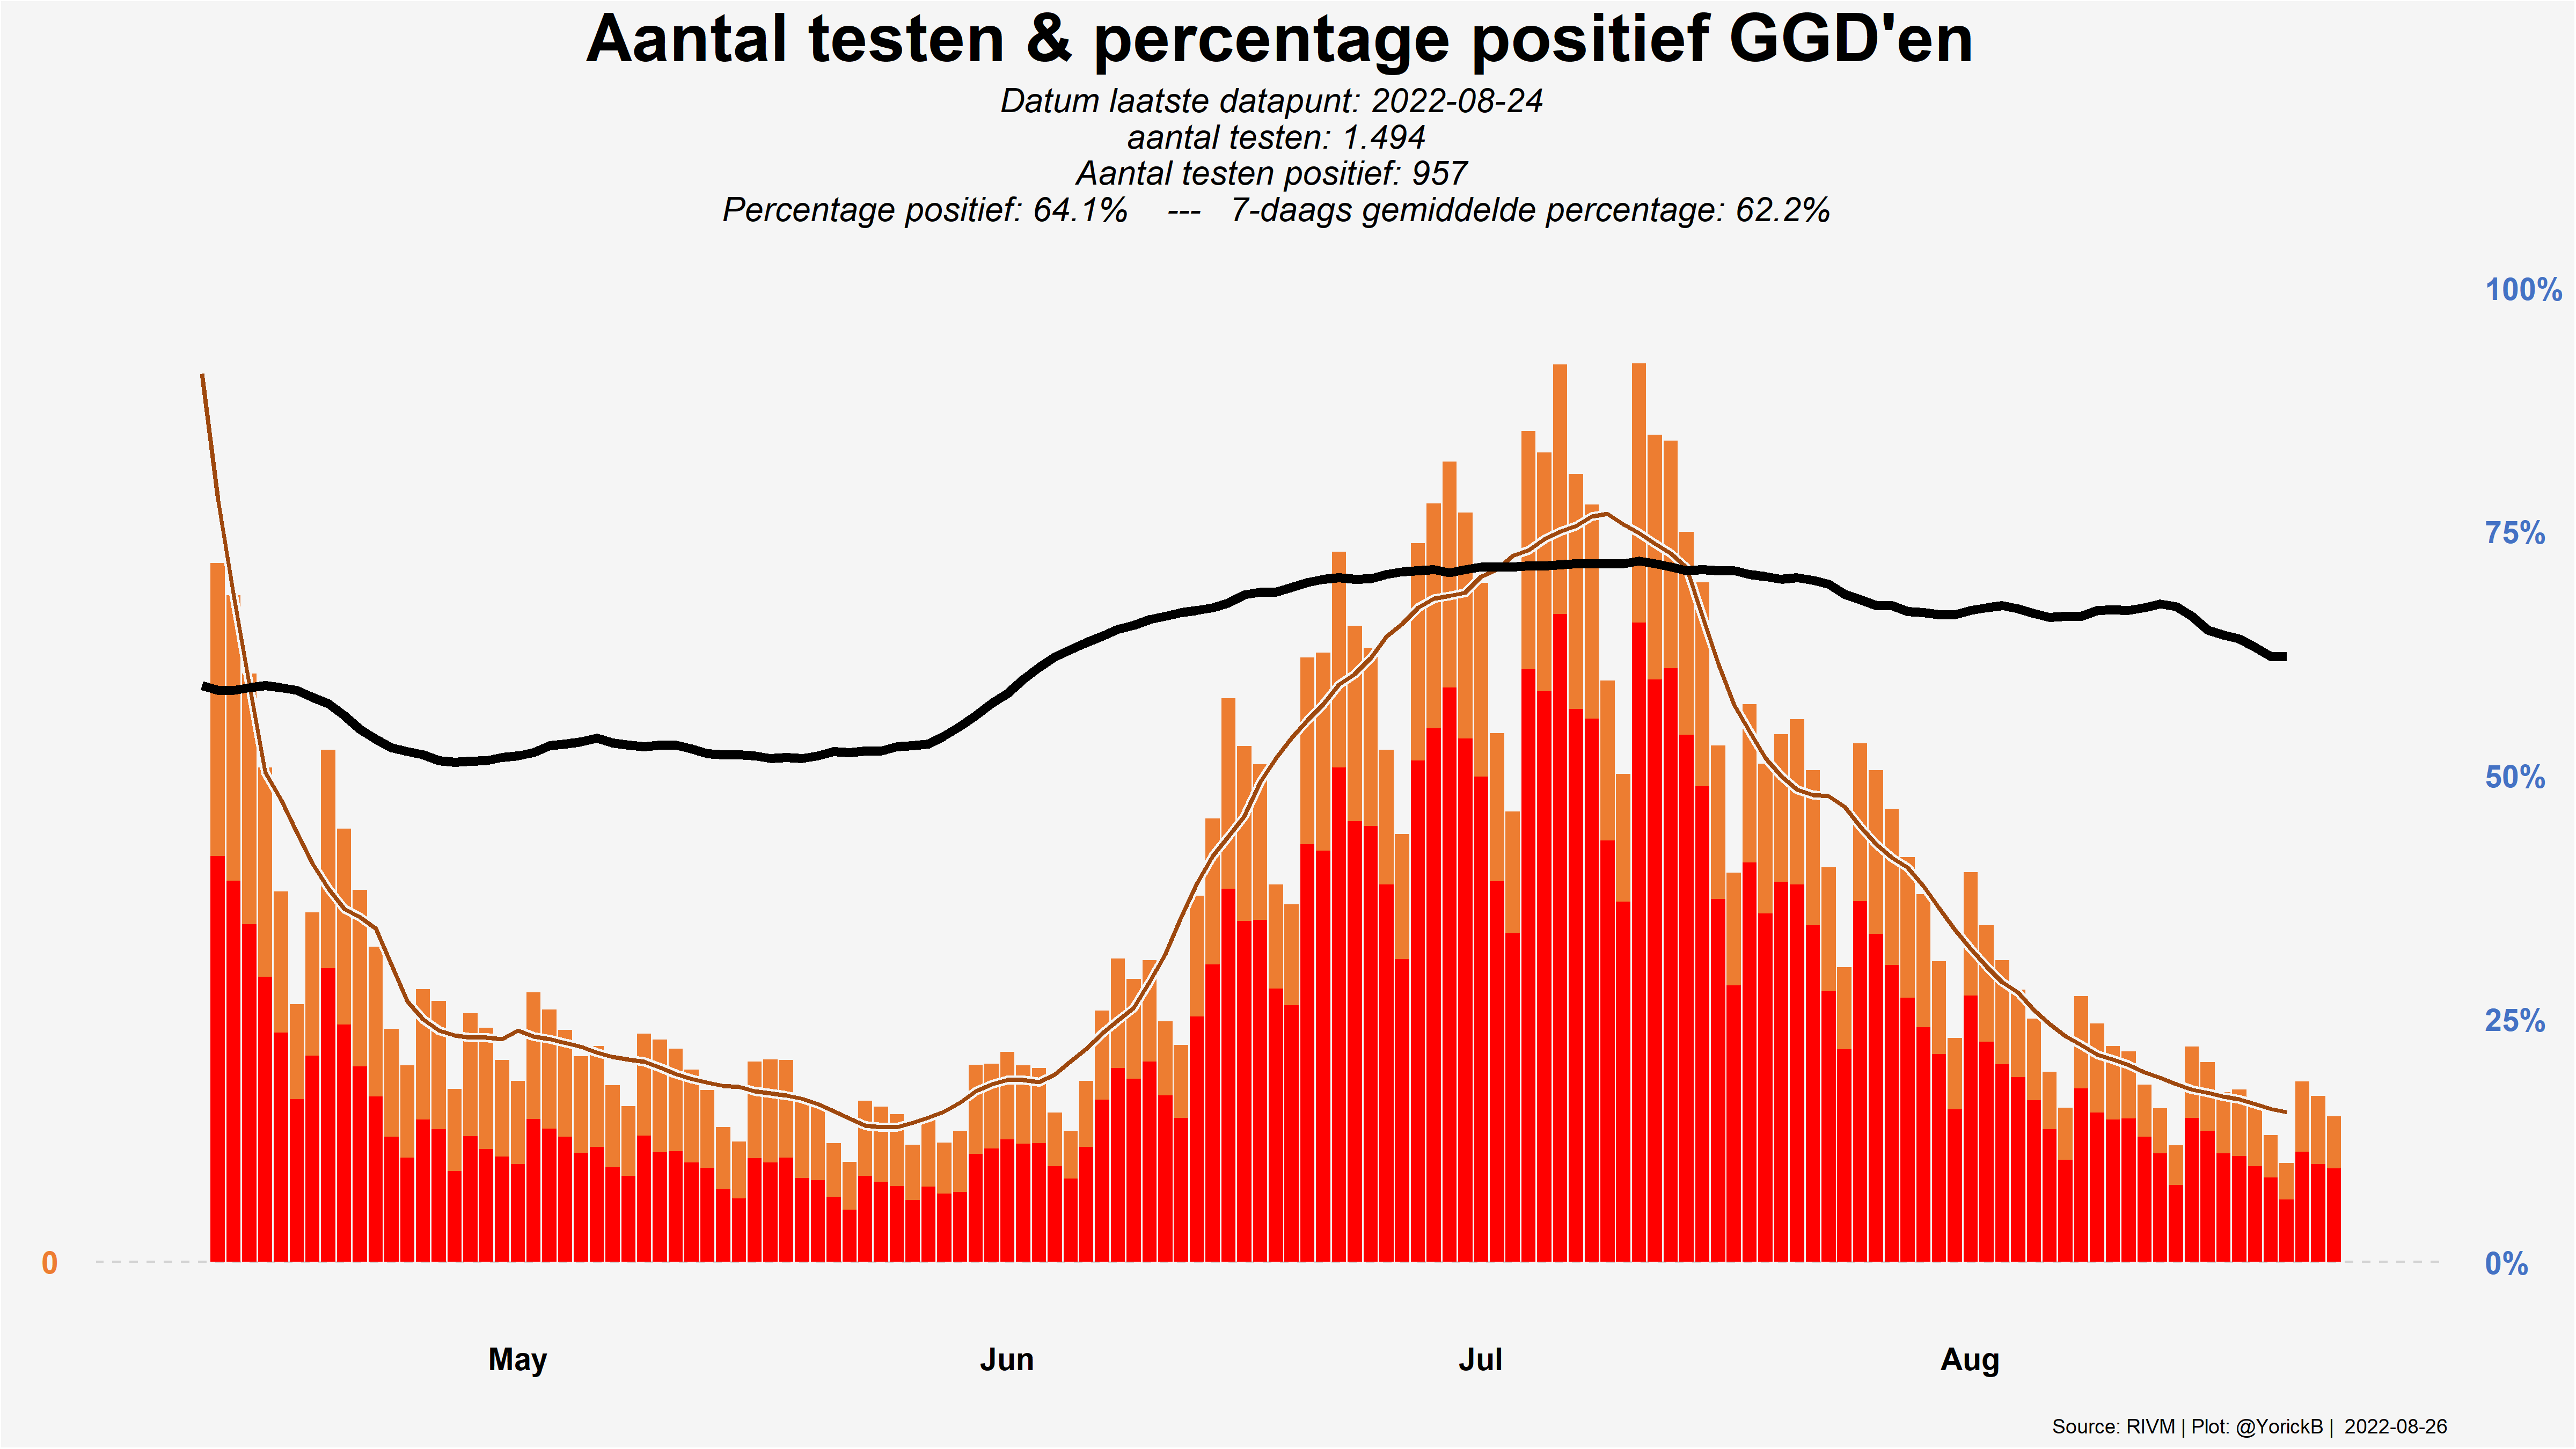 Aantal testen & percentage positief GGD'en
Datum laatste datapunt: 2022-08-24
aantal testen: 1.494
Aantal testen positief: 957
Percentage positief: 64.1% --- 7-daags gemiddelde percentage: 62.2%
100%
75%
50%
25%
0 0%
May Jun Jul Aug
Source: RIVM | Plot: @YorickB | 2022-08-26